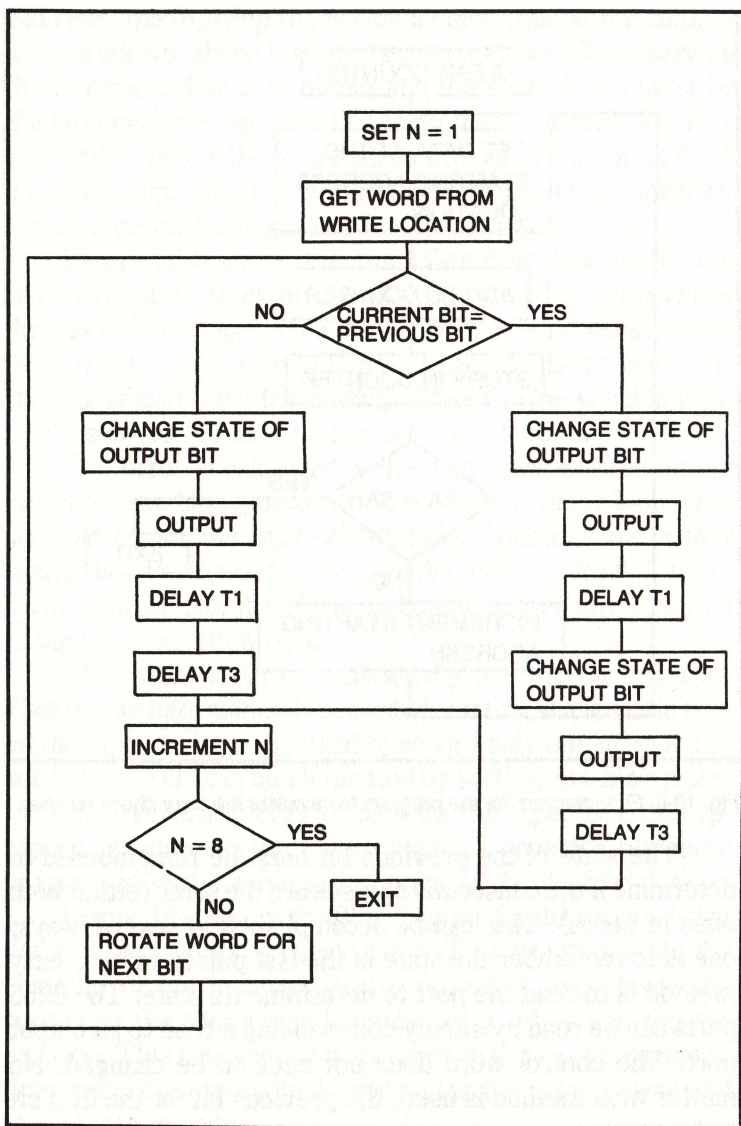 SET N = 1
GET WORD FROM
WRITE LOCATION
NO
CURRENT BIT=
PREVIOUS BIT
YES
CHANGE STATE OF
OUTPUT BIT
OUTPUT
DELAY T1
DELAY T3
INCREMENT N
N = 8
YES
EXIT
NO
ROTATE WORD FOR
NEXT BIT
CHANGE STATE OF
OUTPUT BIT
OUTPUT
DELAY T1
CHANGE STATE OF
OUTPUT BIT
OUTPUT
DELAY T3